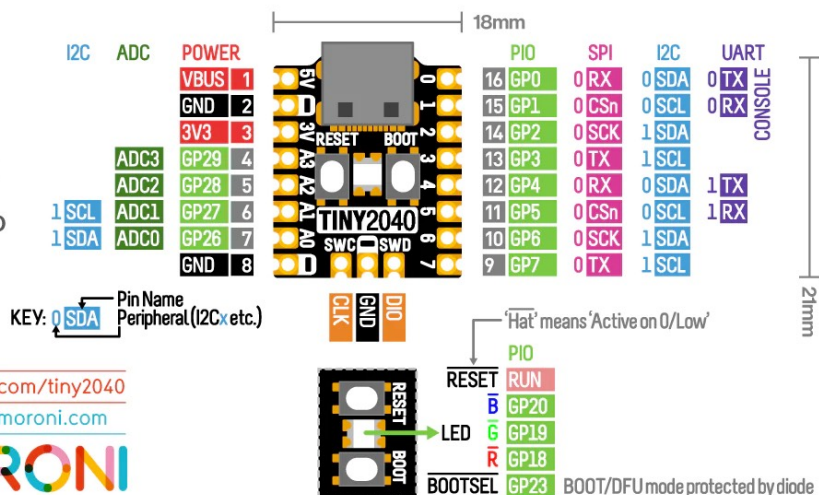 18mm
I2C ADC POWER PIO SPI I2C UART
VBUS 1 5V 0 16 GP0 0 RX 0 SDA 0 TX
GND 2 1 15 GP1 0 CSn 0 SCL 0 RX
CONSOLE
3V3 3 3V 2 14 GP2 0 SCK 1 SDA
RESET BOOT
ADC3 GP29 4 A3 3 13 GP3 0 TX 1 SCL
ADC2 GP28 5 A2 4 12 GP4 0 RX 0 SDA 1 TX
1 SCL ADC1 GP27 6 A1 5 11 GP5 0 CSn 0 SCL 1 RX
TINY2040
1 SDA ADC0 GP26 7 A0 6 10 GP6 0 SCK 1 SDA
SWC SWD
GND 8 7 9 GP7 0 TX 1 SCL
21mm
CLK GND DIO
KEY: 0 SDA
Pin Name
Peripheral (I2Cx etc.)
'Hat' means 'Active on 0/Low'
PIO
RESET RUN
B GP20
LED G GP19
R GP18
BOOTSEL GP23 BOOT/DFU mode protected by diode
RESET
BOOT
com/tiny2040
moroni.com
RONI